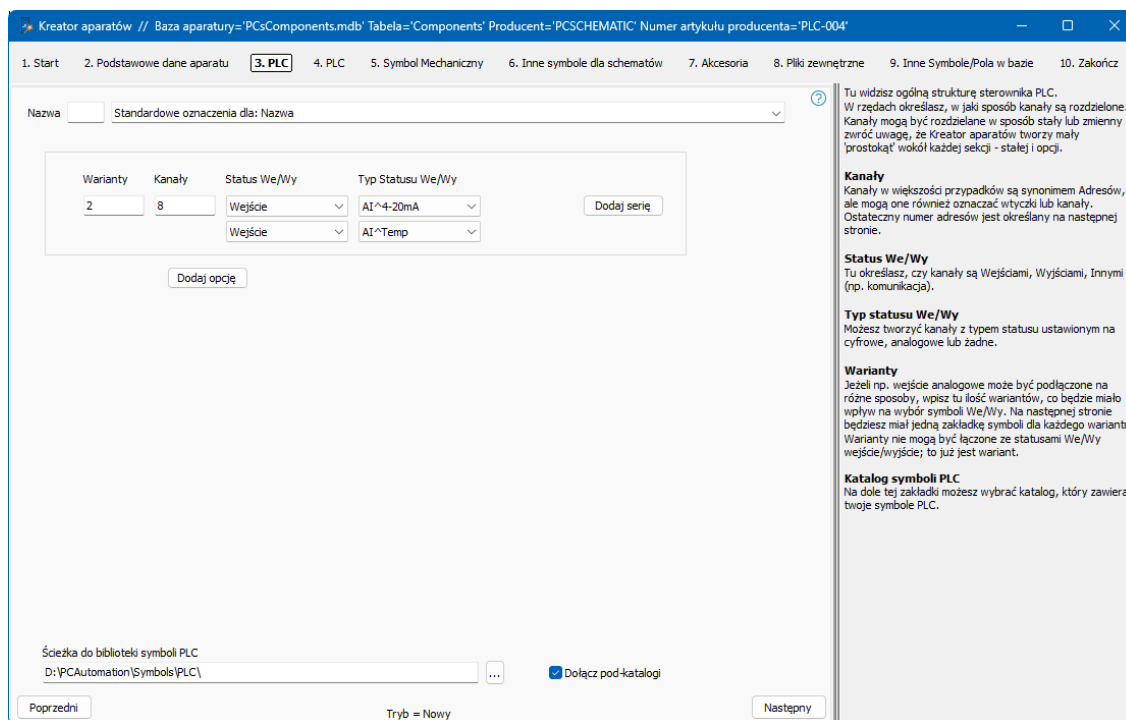 Kreator aparatów // Baza aparatury='PCsComponents.mdb' Tabela='Components' Producent='PCSCHEMATIC' Numer artykułu producenta='PLC-004'
1. Start 2. Podstawowe dane aparatu 3. PLC 4. PLC 5. Symbol Mechaniczny 6. Inne symbole dla schematów 7. Akcesoria 8. Pliki zewnętrzne 9. Inne Symbole/Pola w bazie 10. Zakończ
Nazwa Standardowe oznaczenia dla: Nazwa
?
Warianty Kanały Status We/Wy Typ Statusu We/Wy
2 8 Wejście AI^4-20mA Dodaj serię
Wejście AI^Temp
Dodaj opcję
Ścieżka do biblioteki symboli PLC
D:\PCAutomation\Symbols\PLC\ ... Dołącz pod-katalogi
Poprzedni Tryb = Nowy Następny
Tu widzisz ogólną strukturę sterownika PLC.
W rzędach określasz, w jaki sposób kanały są rozdzielone.
Kanały mogą być rozdzielane w sposób stały lub zmienny
zwróć uwagę, że Kreator aparatów tworzy mały
'prostokąt' wokół każdej sekcji - stałej i opcji.
Kanały
Kanały w większości przypadków są synonimem Adresów,
ale mogą one również oznaczać wtyczki lub kanały.
Ostateczny numer adresów jest określany na następnej
stronie.
Status We/Wy
Tu określasz, czy kanały są Wejściami, Wyjściami, Innymi
(np. komunikacja).
Typ statusu We/Wy
Możesz tworzyć kanały z typem statusu ustawionym na
cyfrowe, analogowe lub żadne.
Warianty
Jeżeli np. wejście analogowe może być podłączone na
różne sposoby, wpisz tu ilość wariantów, co będzie miało
wpływ na wybór symboli We/Wy. Na następnej stronie
będziesz miał jedną zakładkę symboli dla każdego wariantu
Warianty nie mogą być łączone ze statusami We/Wy
wejście/wyjście; to już jest wariant.
Katalog symboli PLC
Na dole tej zakładki możesz wybrać katalog, który zawiera
twoje symbole PLC.